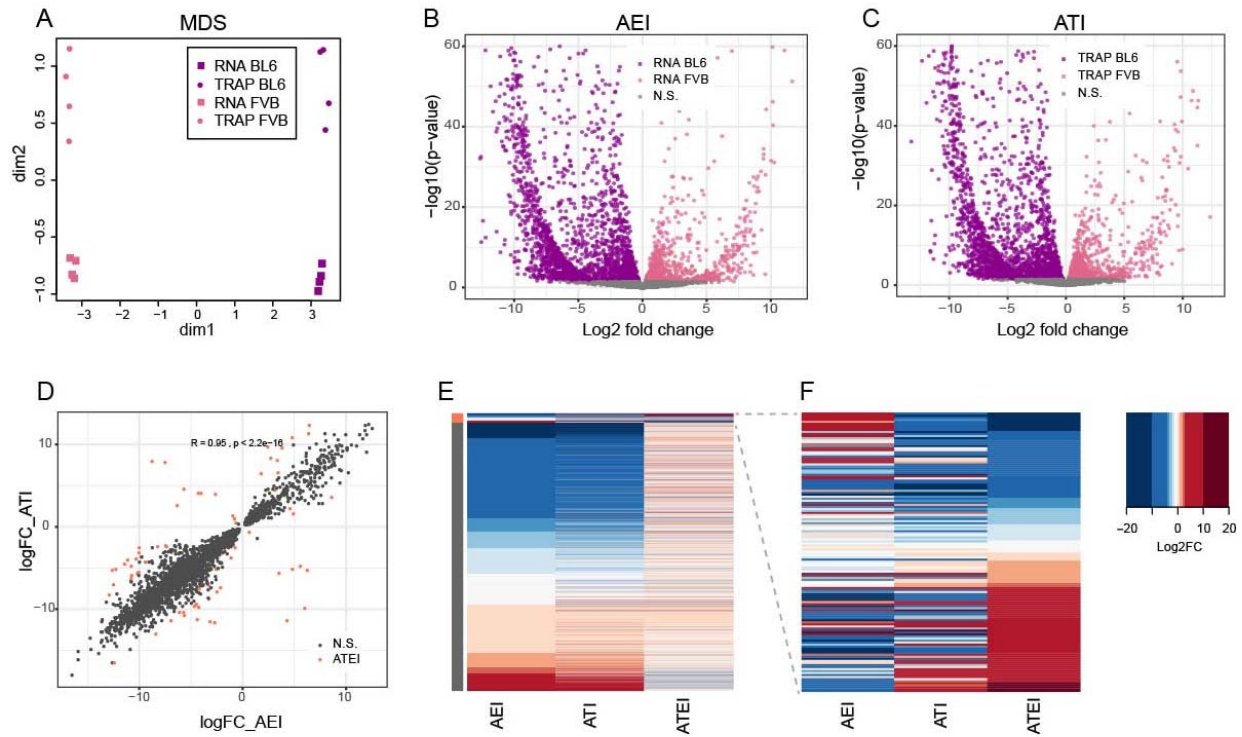 A
MDS
RNA BL6
TRAP BL6
RNA FVB
TRAP FVB
dim2
1.0
0.5
0.0
−0.5
−1.0
−3 −2 −1 0 1 2 3
dim1
B
AEI
RNA BL6
RNA FVB
N.S.
−log10(p−value)
60
40
20
0
−10 −5 0 5 10
Log2 fold change
C
ATI
TRAP BL6
TRAP FVB
N.S.
−log10(p−value)
60
40
20
0
−10 −5 0 5 10
Log2 fold change
D
R = 0.95 , p < 2.2e−16
logFC_ATI
10
0
−10
N.S.
ATEI
−10 0 10
logFC_AEI
E
AEI ATI ATEI
F
AEI ATI ATEI
−20 −10 0 10 20
Log2FC